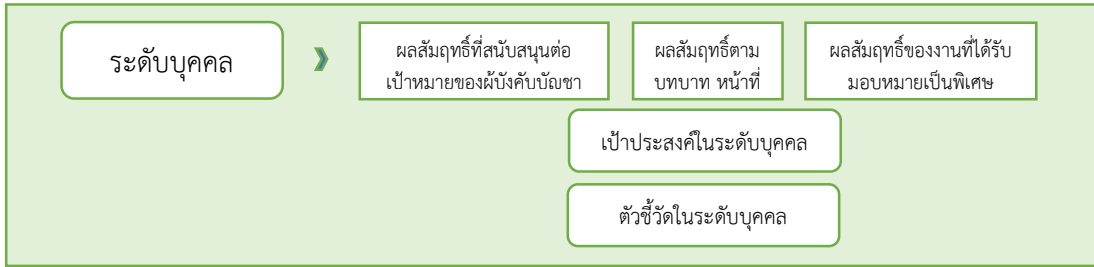 ระดับบุคคล
ผลสัมฤทธิ์ที่สนับสนุนต่อ
เป้าหมายของผู้บังคับบัญชา
ผลสัมฤทธิ์ตาม
บทบาท หน้าที่
ผลสัมฤทธิ์ของงานที่ได้รับ
มอบหมายเป็นพิเศษ
เป้าประสงค์ในระดับบุคคล
ตัวชี้วัดในระดับบุคคล